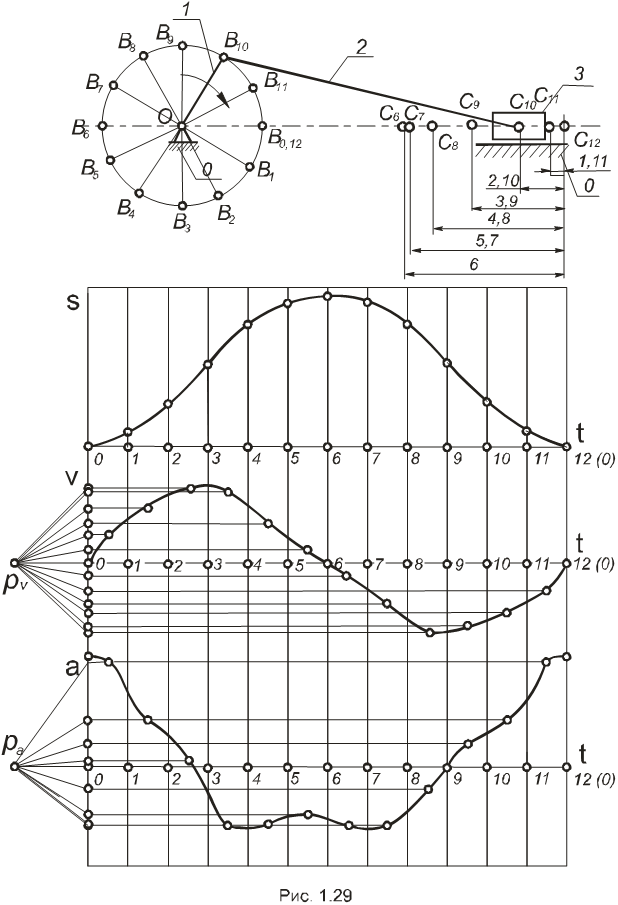 1
B₈ B₉ B₁₀
2
B₇ B₁₁
3
O
C₆ C₇ C₈ C₉ C₁₀ C₁₁ C₁₂
B₆ B₀,₁₂
0
B₅ B₁
B₄ B₃ B₂
1,11
0
2,10
3,9
4,8
5,7
6
s
t
0 1 2 3 4 5 6 7 8 9 10 11 12 (0)
v
t
0 1 2 3 4 5 6 7 8 9 10 11 12 (0)
pᵥ
a
pₐ
t
0 1 2 3 4 5 6 7 8 9 10 11 12 (0)
Рис. 1.29